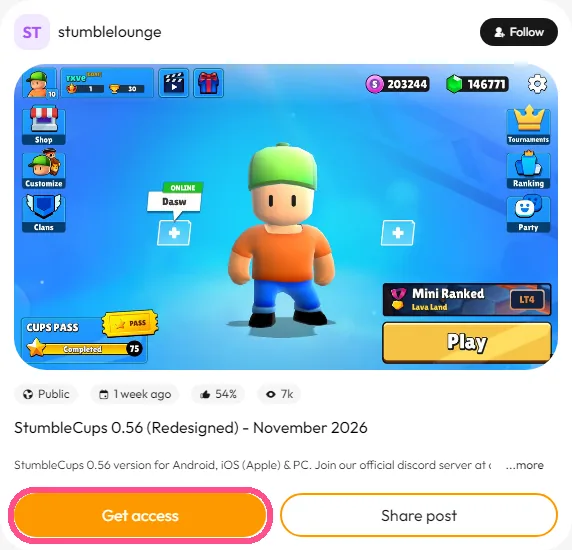 ST
stumblelounge
Follow
10
1
30
203244
146771
Shop
Tournaments
ONLINE
Dasw
Customize
Ranking
Clans
Party
Mini Ranked
Lava Land
LT4
CUPS PASS
PASS
Completed
75
Play
Public
1 week ago
54%
7k
StumbleCups 0.56 (Redesigned) - November 2026
StumbleCups 0.56 version for Android, iOS (Apple) & PC. Join our official discord server at
...more
Get access
Share post